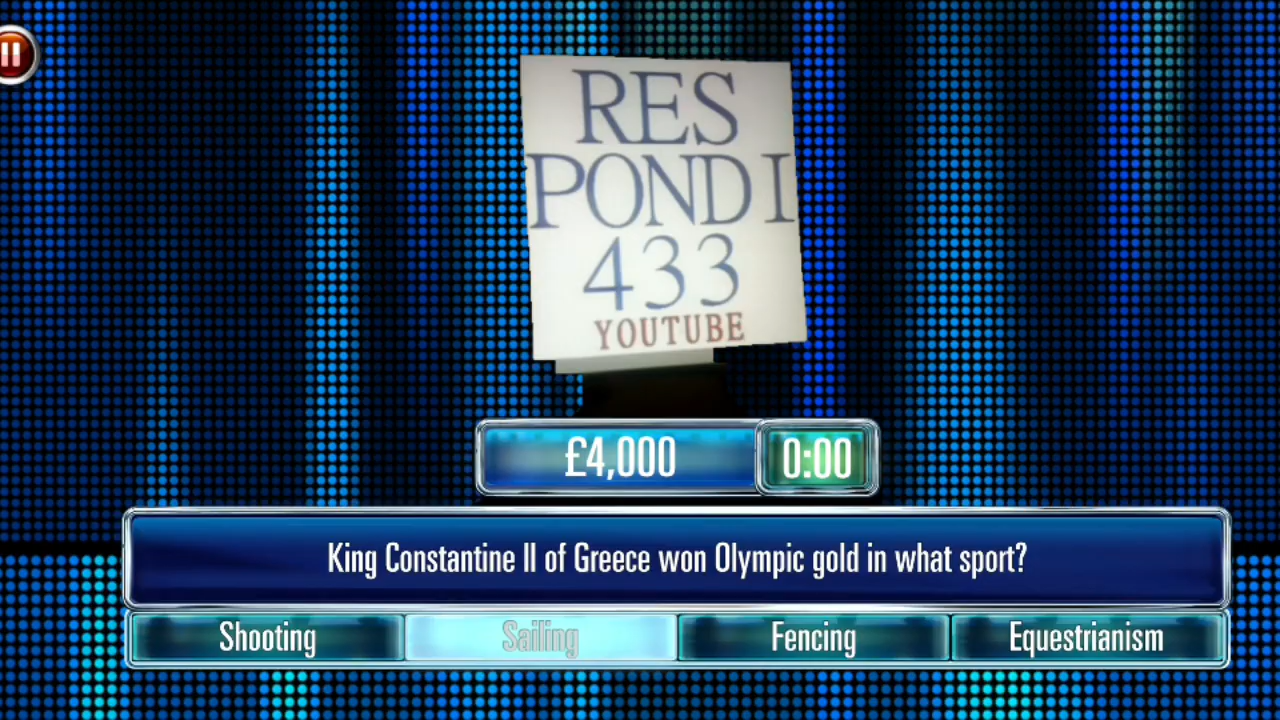 RES
POND I
433
YOUTUBE
£4,000 0:00
King Constantine II of Greece won Olympic gold in what sport?
Shooting Sailing Fencing Equestrianism